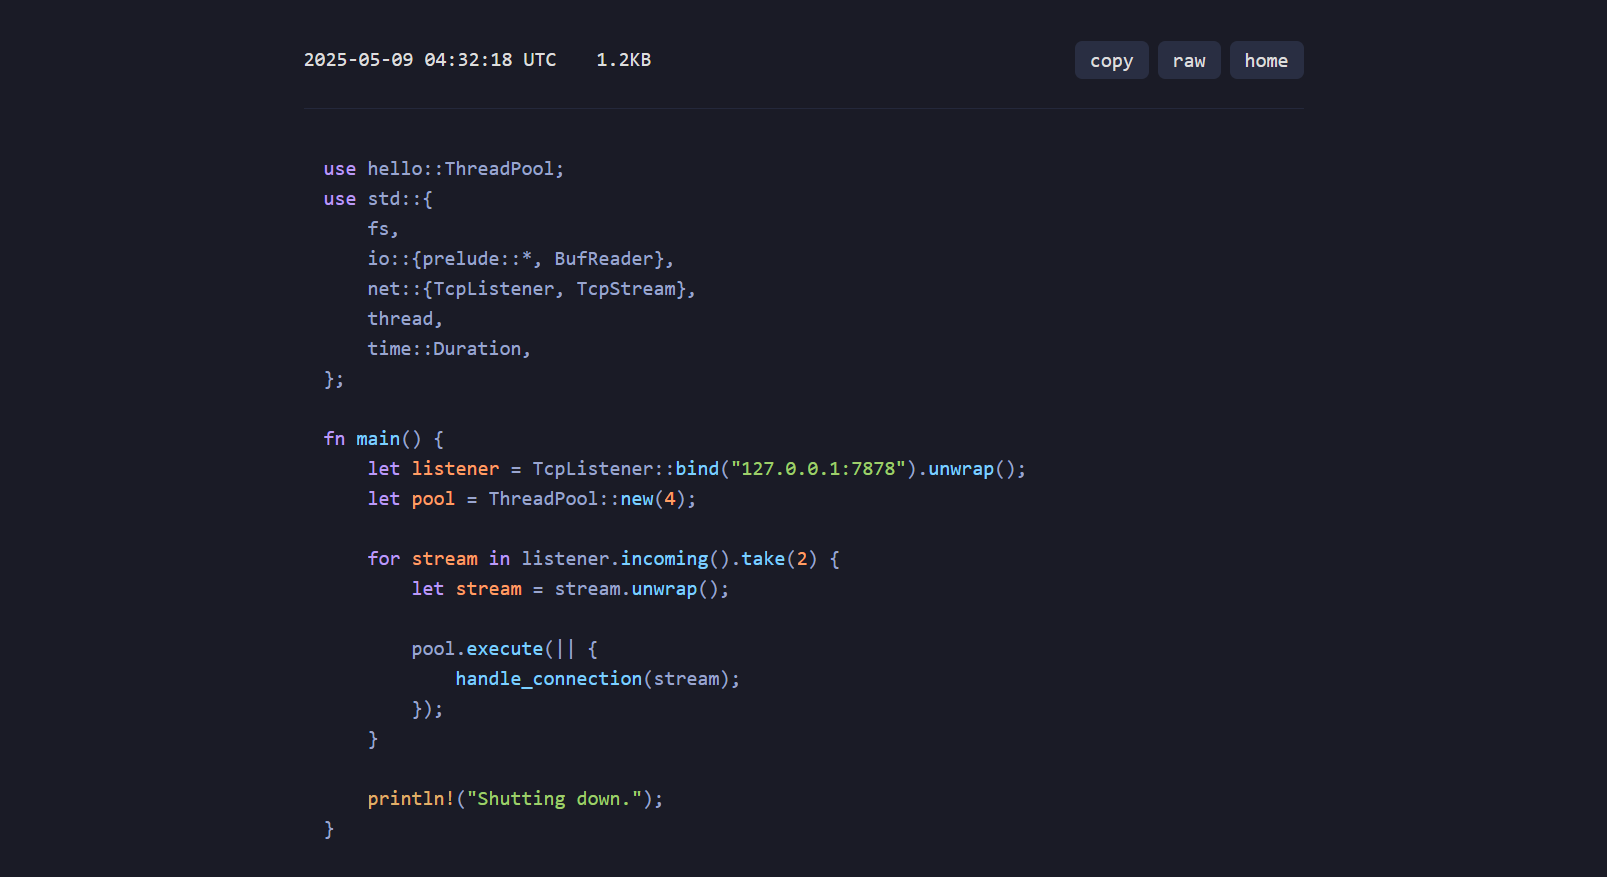 2025-05-09 04:32:18 UTC    1.2KB    copy    raw    home
use hello::ThreadPool;
use std::{
    fs,
    io::{prelude::*, BufReader},
    net::{TcpListener, TcpStream},
    thread,
    time::Duration,
};

fn main() {
    let listener = TcpListener::bind("127.0.0.1:7878").unwrap();
    let pool = ThreadPool::new(4);

    for stream in listener.incoming().take(2) {
        let stream = stream.unwrap();

        pool.execute(|| {
            handle_connection(stream);
        });
    }

    println!("Shutting down.");
}